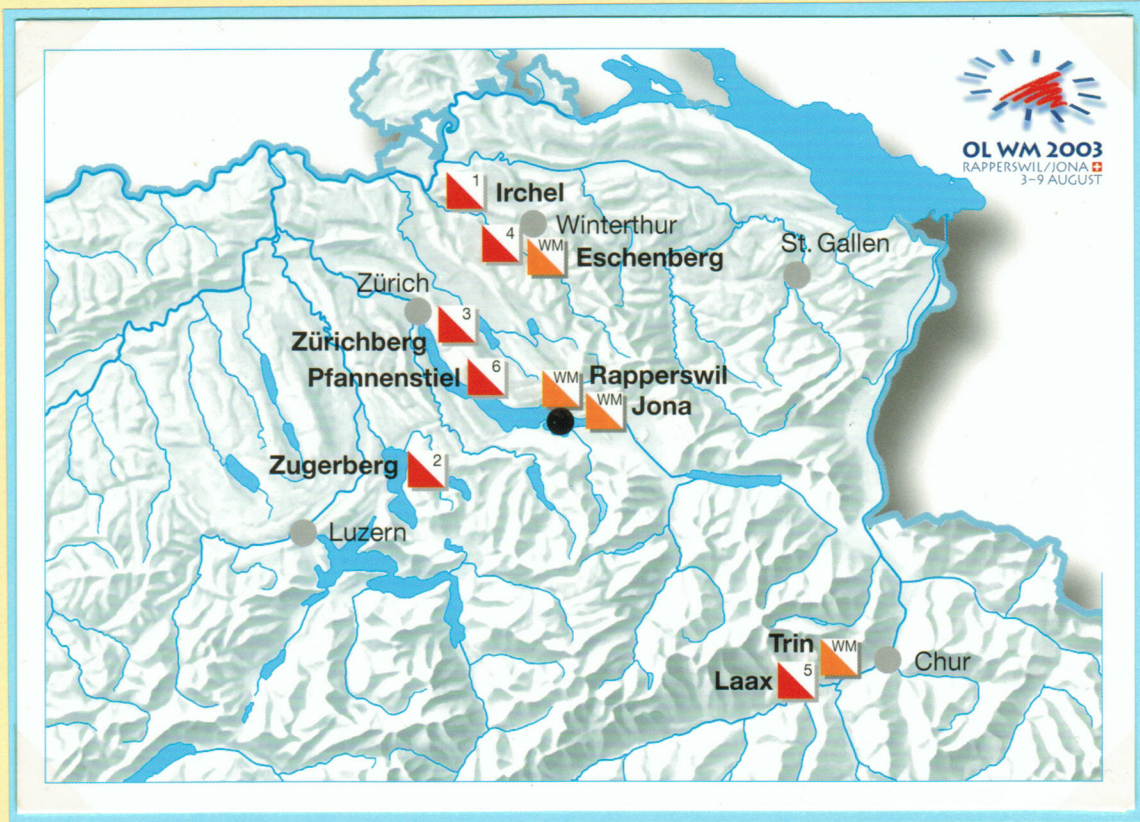 OL WM 2003
RAPPERSWIL/JONA
3–9 AUGUST
1
Irchel
Winterthur
4
WM
Eschenberg
St. Gallen
Zürich
3
Zürichberg
Pfannenstiel
6
WM
Rapperswil
WM
Jona
Zugerberg
2
Luzern
Trin
WM
Chur
Laax
5